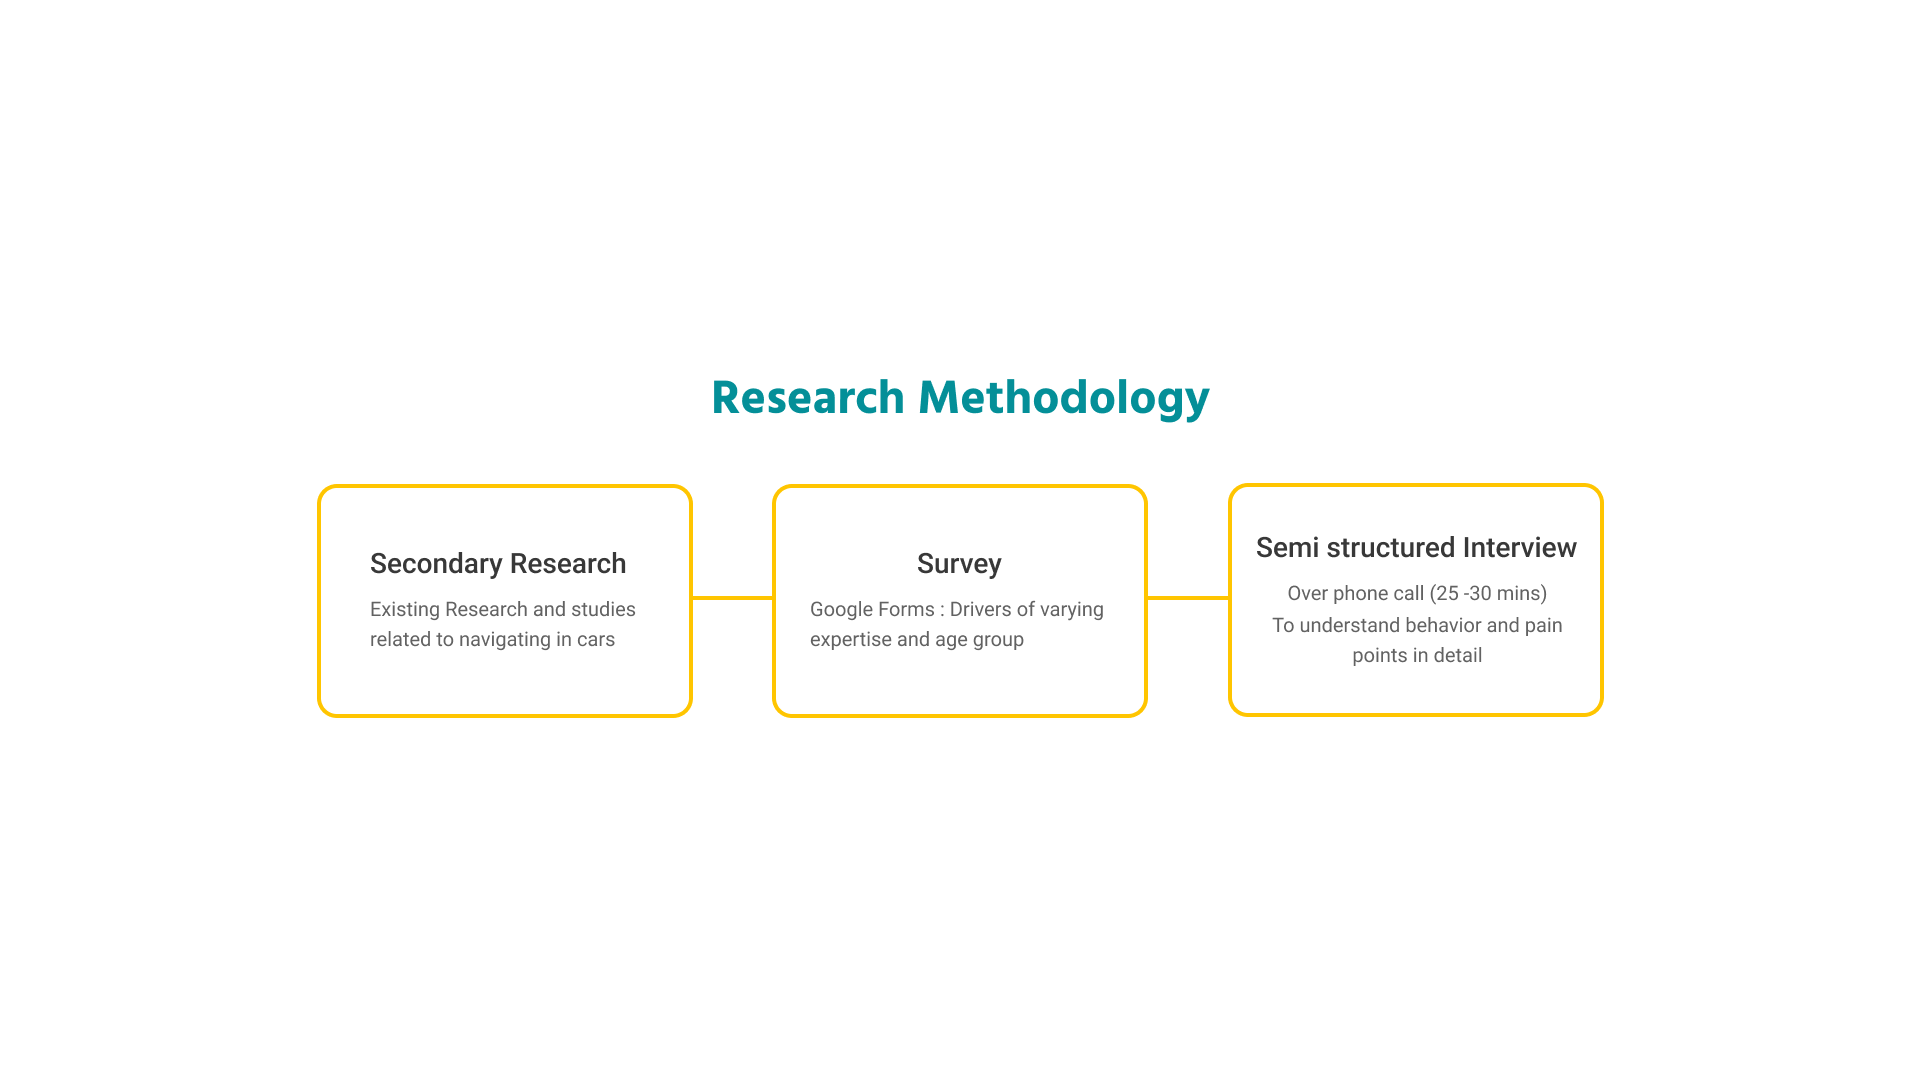 Research Methodology
Secondary Research
Existing Research and studies
related to navigating in cars
Survey
Google Forms : Drivers of varying
expertise and age group
Semi structured Interview
Over phone call (25 -30 mins)
To understand behavior and pain
points in detail